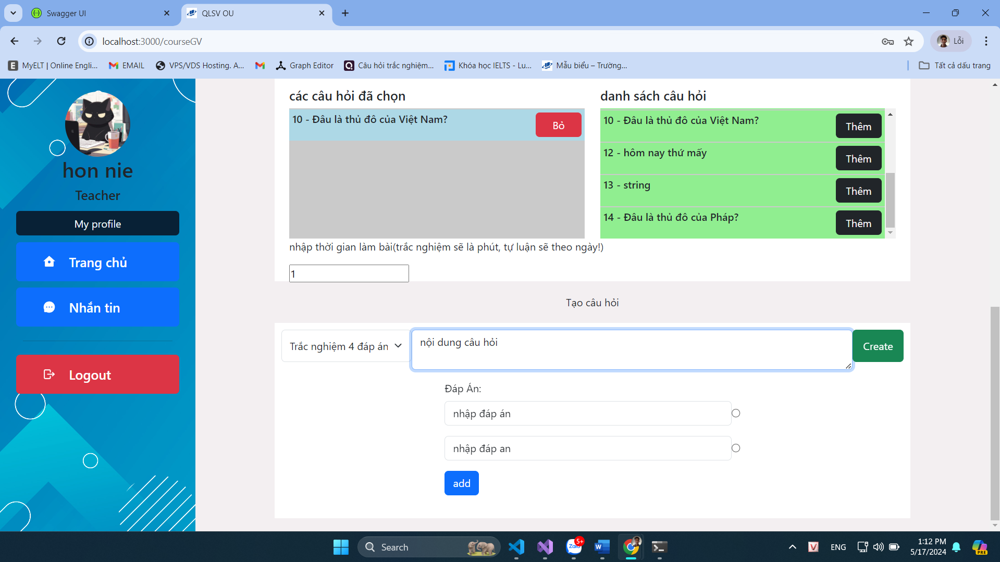 Swagger UI
QLSV OU
localhost:3000/courseGV
Lỗi
MyELT | Online Engli...
EMAIL
VPS/VDS Hosting. A...
Graph Editor
Câu hỏi trắc nghiệm...
Khóa học IELTS - Lu...
Mẫu biểu – Trường...
Tất cả dấu trang
hon nie
Teacher
My profile
Trang chủ
Nhắn tin
Logout
các câu hỏi đã chọn
10 - Đâu là thủ đô của Việt Nam?
Bỏ
danh sách câu hỏi
10 - Đâu là thủ đô của Việt Nam?
Thêm
12 - hôm nay thứ mấy
Thêm
13 - string
Thêm
14 - Đâu là thủ đô của Pháp?
Thêm
nhập thời gian làm bài(trắc nghiệm sẽ là phút, tự luận sẽ theo ngày!)
1
Tạo câu hỏi
Trắc nghiệm 4 đáp án
nội dung câu hỏi
Create
Đáp Án:
nhập đáp án
nhập đáp an
add
Search
Zalo
5+
W
V
ENG
1:12 PM
5/17/2024
PRE